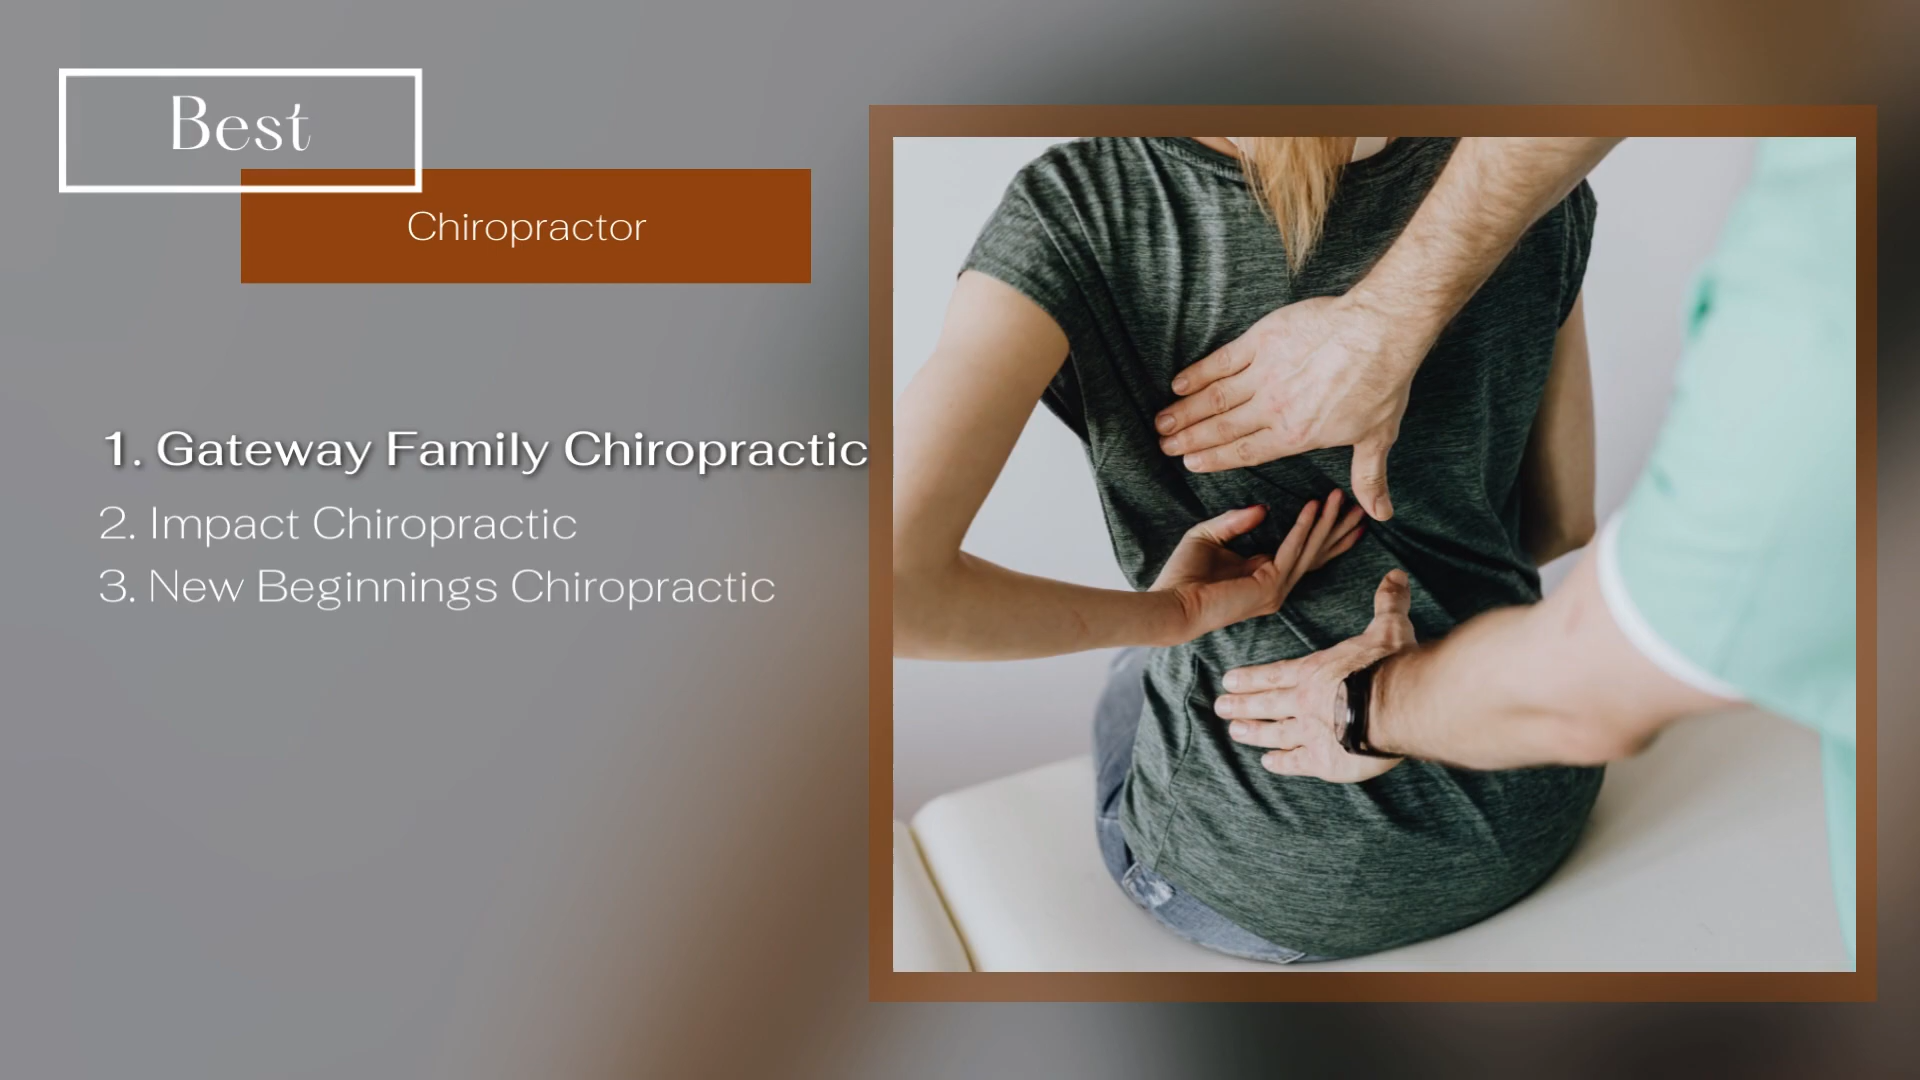 Best
Chiropractor
1. Gateway Family Chiropractic
2. Impact Chiropractic
3. New Beginnings Chiropractic